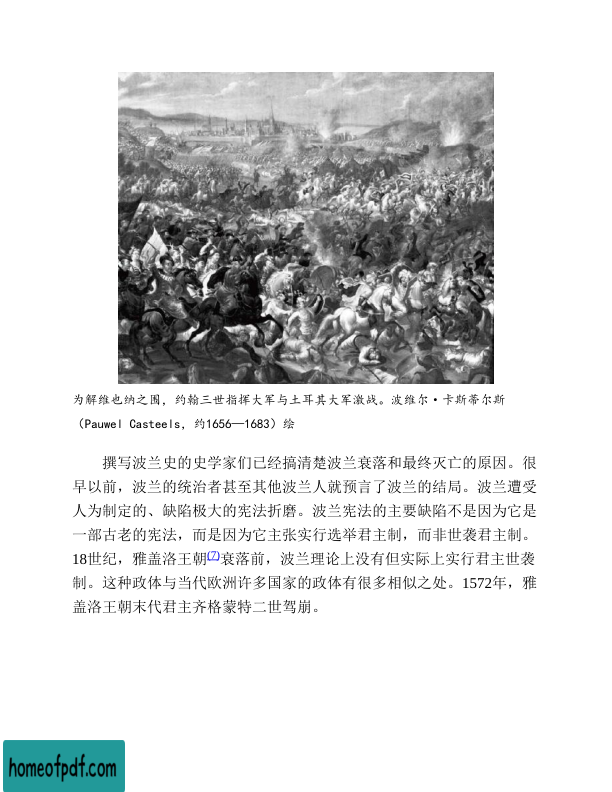 为解维也纳之围，约翰三世指挥大军与土耳其大军激战。波维尔·卡斯蒂尔斯
（Pauwel Casteels，约1656—1683）绘
撰写波兰史的史学家们已经搞清楚波兰衰落和最终灭亡的原因。很
早以前，波兰的统治者甚至其他波兰人就预言了波兰的结局。波兰遭受
人为制定的、缺陷极大的宪法折磨。波兰宪法的主要缺陷不是因为它是
一部古老的宪法，而是因为它主张实行选举君主制，而非世袭君主制。
18世纪，雅盖洛王朝(7)衰落前，波兰理论上没有但实际上实行君主世袭
制。这种政体与当代欧洲许多国家的政体有很多相似之处。1572年，雅
盖洛王朝末代君主齐格蒙特二世驾崩。
homeofpdf.com